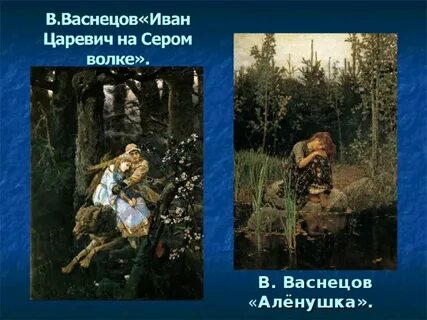 В.Васнецов«Иван
Царевич на Сером
волке».
В. Васнецов
«Алёнушка».